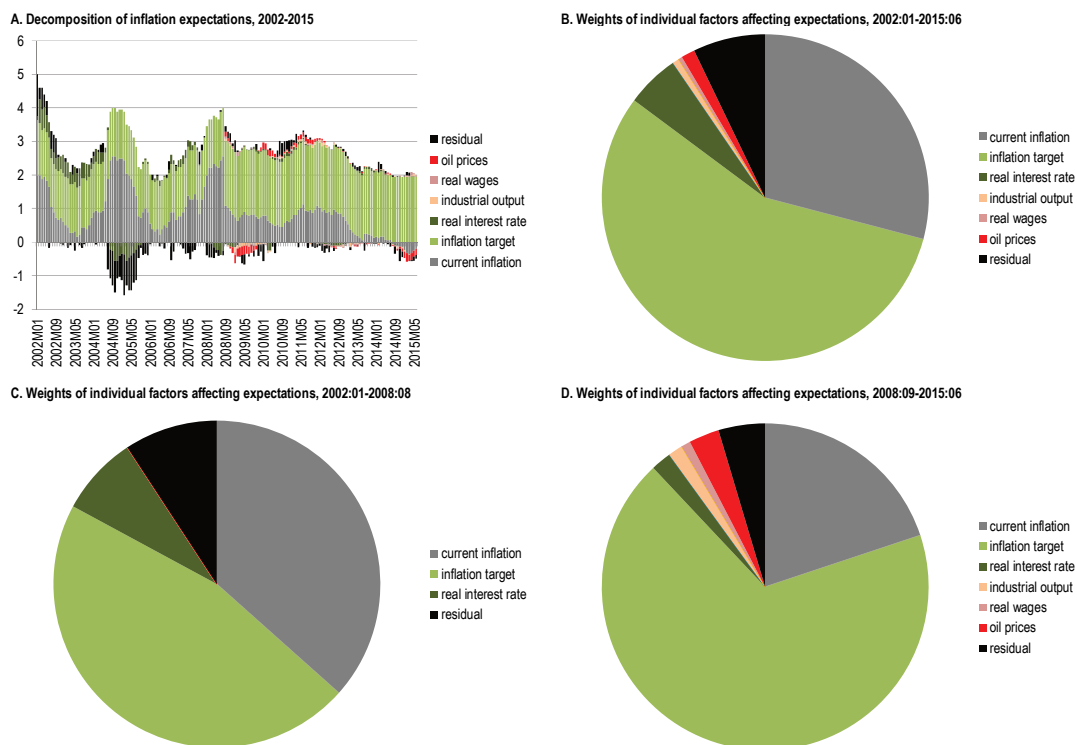 A. Decomposition of inflation expectations, 2002-2015
6
5
4
3
2
1
0
-1
-2
2002M01
2002M09
2003M05
2004M01
2004M09
2005M05
2006M01
2006M09
2007M05
2008M01
2008M09
2009M05
2010M01
2010M09
2011M05
2012M01
2012M09
2013M05
2014M01
2014M09
2015M05
residual
oil prices
real wages
industrial output
real interest rate
inflation target
current inflation
B. Weights of individual factors affecting expectations, 2002:01-2015:06
current inflation
inflation target
real interest rate
industrial output
real wages
oil prices
residual
C. Weights of individual factors affecting expectations, 2002:01-2008:08
current inflation
inflation target
real interest rate
residual
D. Weights of individual factors affecting expectations, 2008:09-2015:06
current inflation
inflation target
real interest rate
industrial output
real wages
oil prices
residual